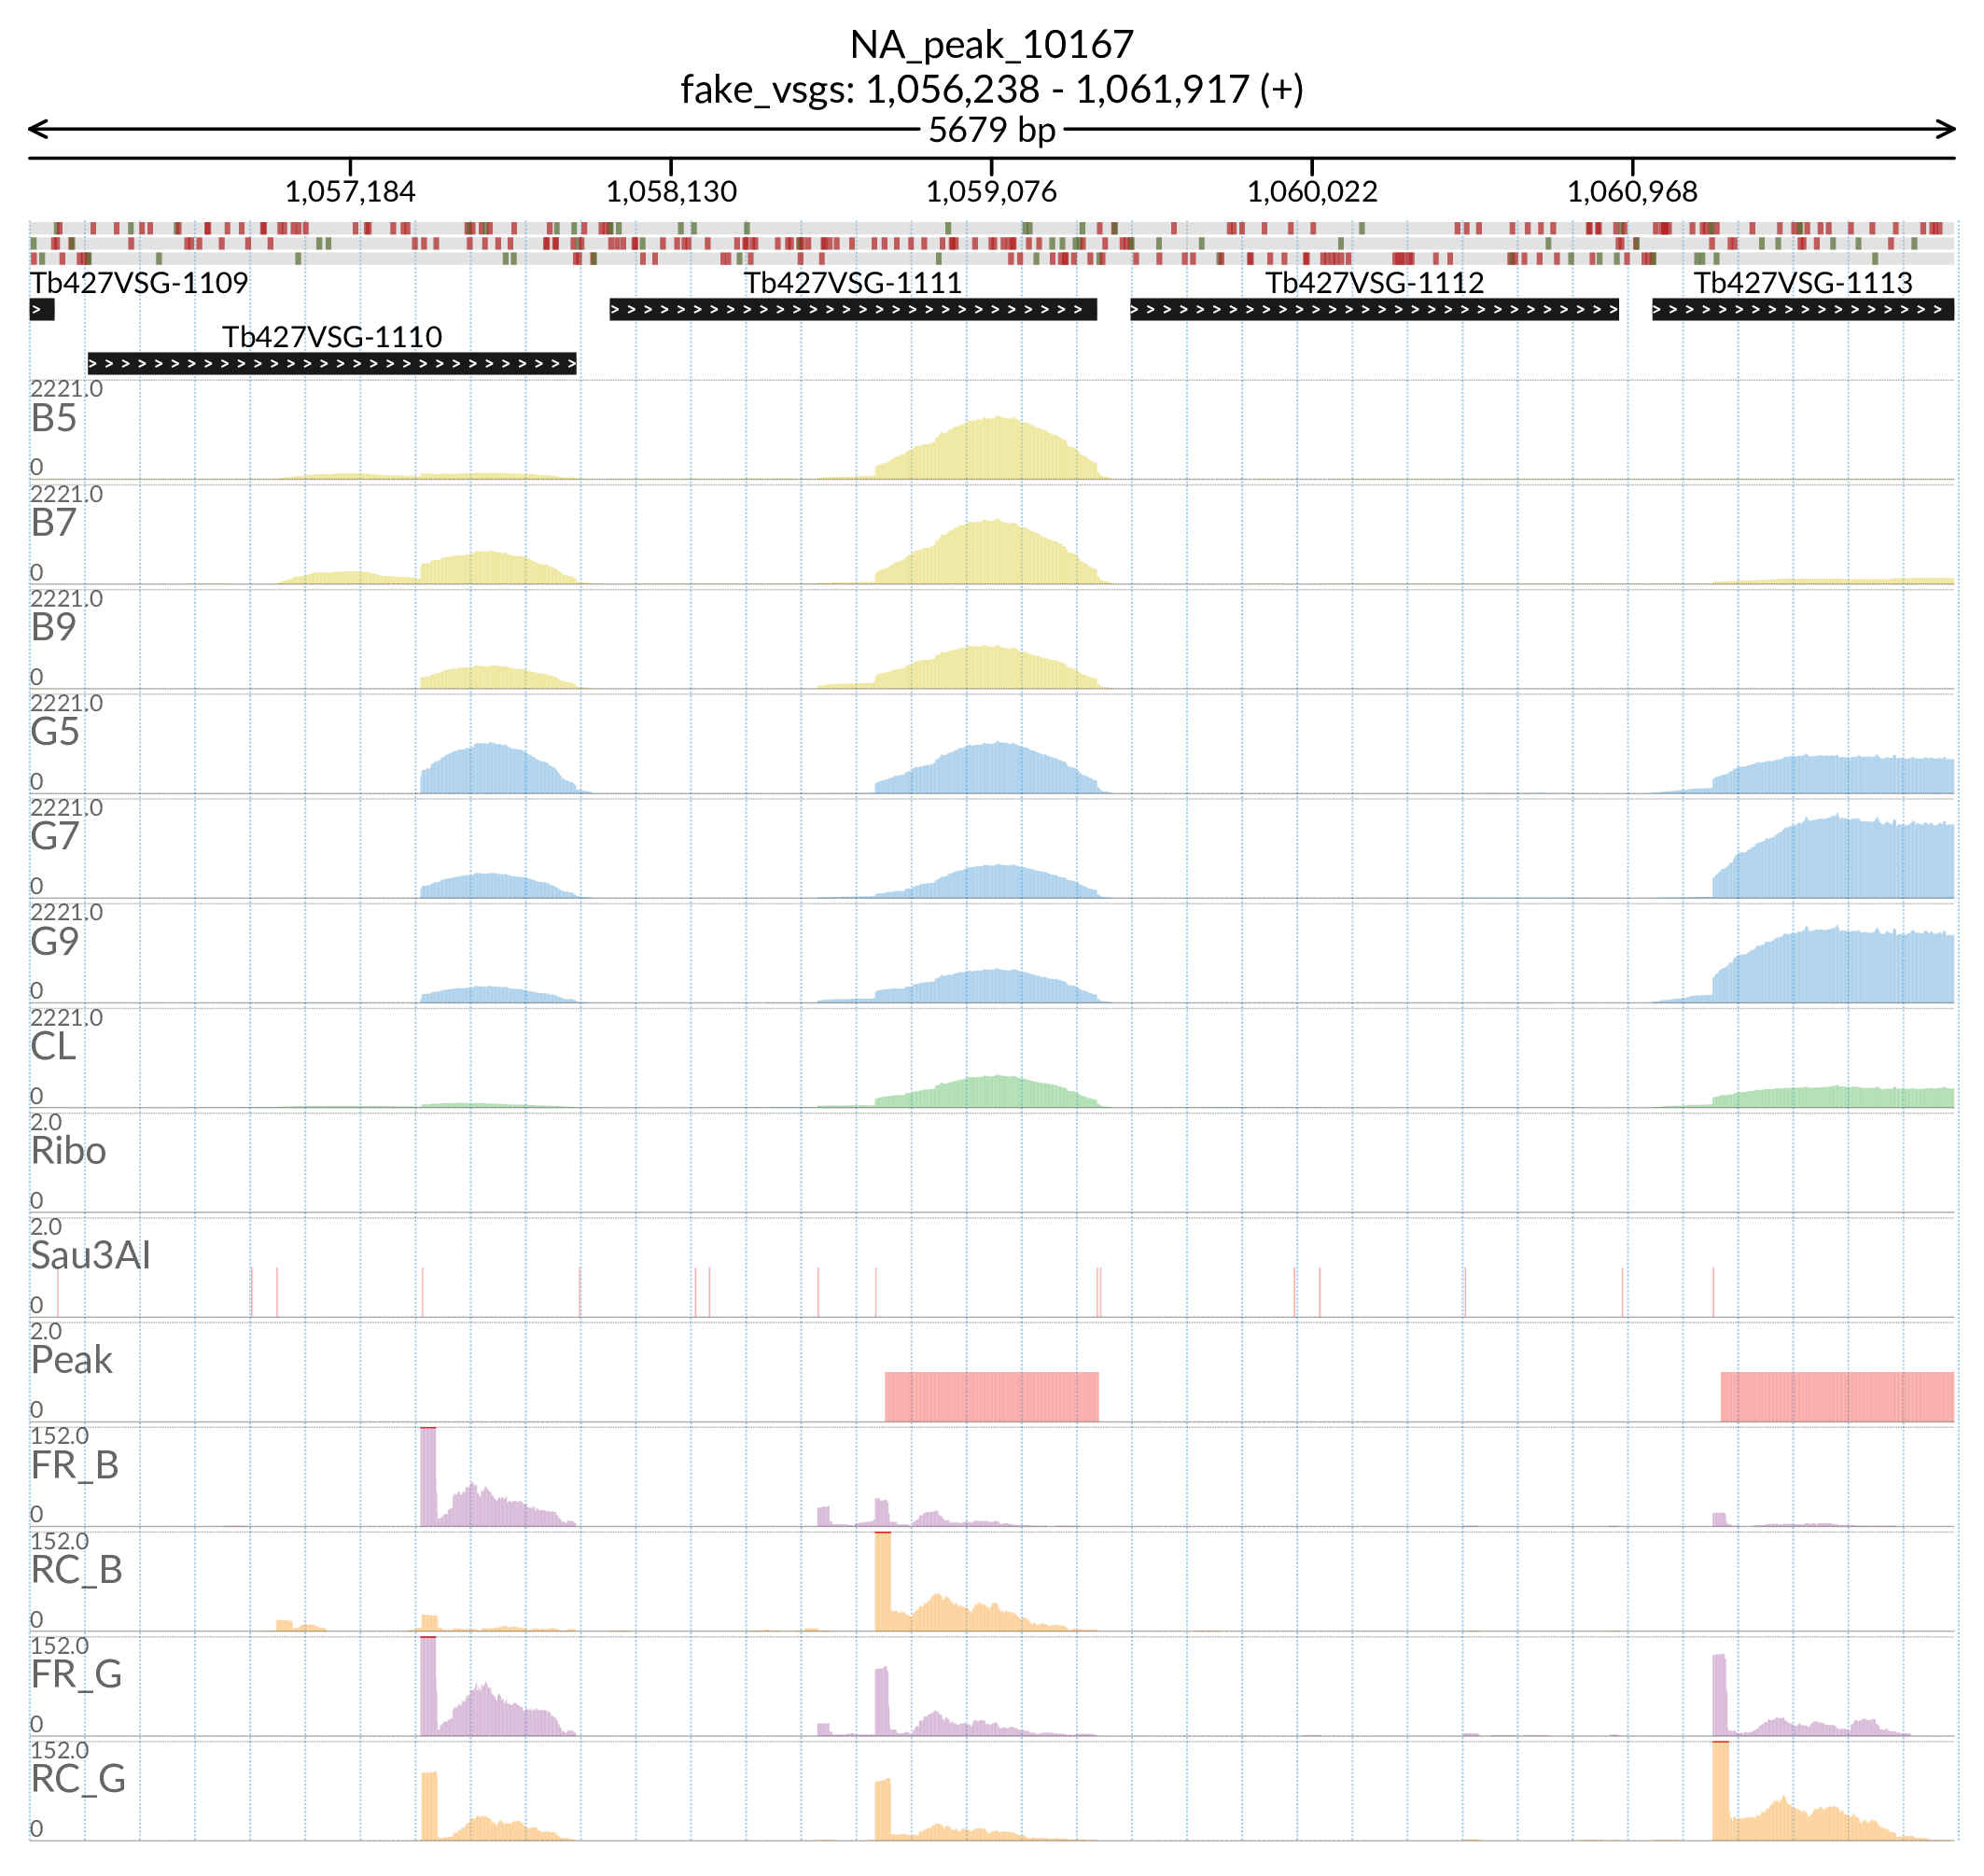 NA_peak_10167
fake_vsgs: 1,056,238 - 1,061,917 (+)
5679 bp
1,057,184 1,058,130 1,059,076 1,060,022 1,060,968
Tb427VSG-1109 Tb427VSG-1111 Tb427VSG-1112 Tb427VSG-1113
Tb427VSG-1110
2221.0
B5
0
2221.0
B7
0
2221.0
B9
0
2221.0
G5
0
2221.0
G7
0
2221.0
G9
0
2221.0
CL
0
2.0
Ribo
0
2.0
Sau3AI
0
2.0
Peak
0
152.0
FR_B
0
152.0
RC_B
0
152.0
FR_G
0
152.0
RC_G
0